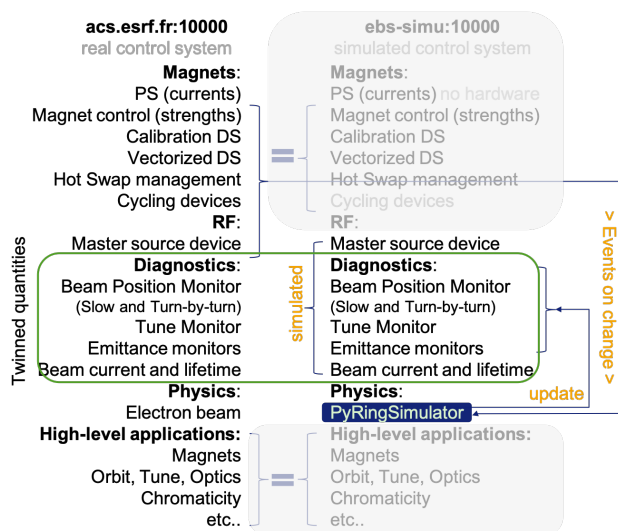 acs.esrf.fr:10000
real control system
Magnets:
PS (currents)
Magnet control (strengths)
Calibration DS
Vectorized DS
Hot Swap management
Cycling devices
RF:
Master source device
Diagnostics:
Beam Position Monitor
(Slow and Turn-by-turn)
Tune Monitor
Emittance monitors
Beam current and lifetime
Physics:
Electron beam
High-level applications:
Magnets
Orbit, Tune, Optics
Chromaticity
etc..
=
=
ebs-simu:10000
simulated control system
Magnets:
PS (currents) no hardware
Magnet control (strengths)
Calibration DS
Vectorized DS
Hot Swap management
Cycling devices
RF:
Master source device
Diagnostics:
Beam Position Monitor
(Slow and Turn-by-turn)
Tune Monitor
Emittance monitors
Beam current and lifetime
Physics:
PyRingSimulator
High-level applications:
Magnets
Orbit, Tune, Optics
Chromaticity
etc..
Twinned quantities
simulated
update
> Events on change >